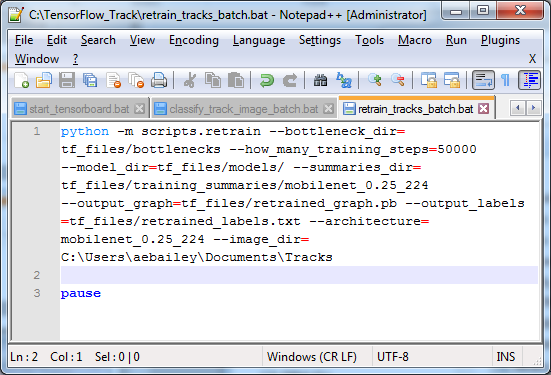 C:\TensorFlow_Track\retrain_tracks_batch.bat - Notepad++ [Administrator]
File Edit Search View Encoding Language Settings Tools Macro Run Plugins
Window ?
start_tensorboard.bat classify_track_image_batch.bat retrain_tracks_batch.bat
1 python -m scripts.retrain --bottleneck_dir=
tf_files/bottlenecks --how_many_training_steps=50000
--model_dir=tf_files/models/ --summaries_dir=
tf_files/training_summaries/mobilenet_0.25_224
--output_graph=tf_files/retrained_graph.pb --output_labels
=tf_files/retrained_labels.txt --architecture=
mobilenet_0.25_224 --image_dir=
C:\Users\aebailey\Documents\Tracks
2
3 pause
Ln : 2 Col : 1 Sel : 0 | 0 Windows (CR LF) UTF-8 INS